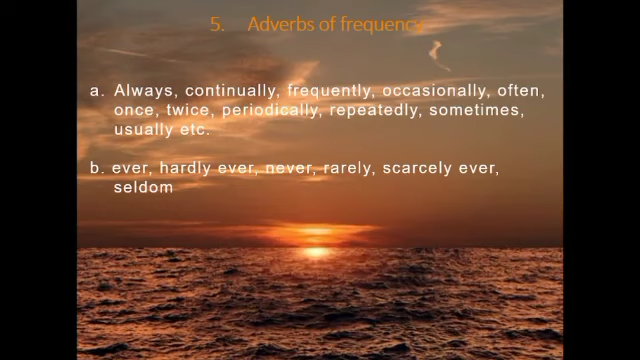 5. Adverbs of frequency
a. Always, continually, frequently, occasionally, often,
once, twice, periodically, repeatedly, sometimes,
usually etc.
b. ever, hardly ever, never, rarely, scarcely ever,
seldom